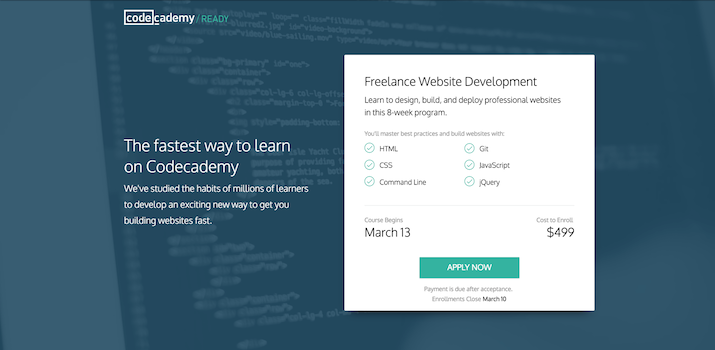 codecademy / READY
The fastest way to learn
on Codecademy
We've studied the habits of millions of learners
to develop an exciting new way to get you
building websites fast.
Freelance Website Development
Learn to design, build, and deploy professional websites
in this 8-week program.
You'll master best practices and build websites with:
HTML
Git
CSS
JavaScript
Command Line
jQuery
Course Begins
Cost to Enroll
March 13
$499
APPLY NOW
Payment is due after acceptance.
Enrollments Close March 10